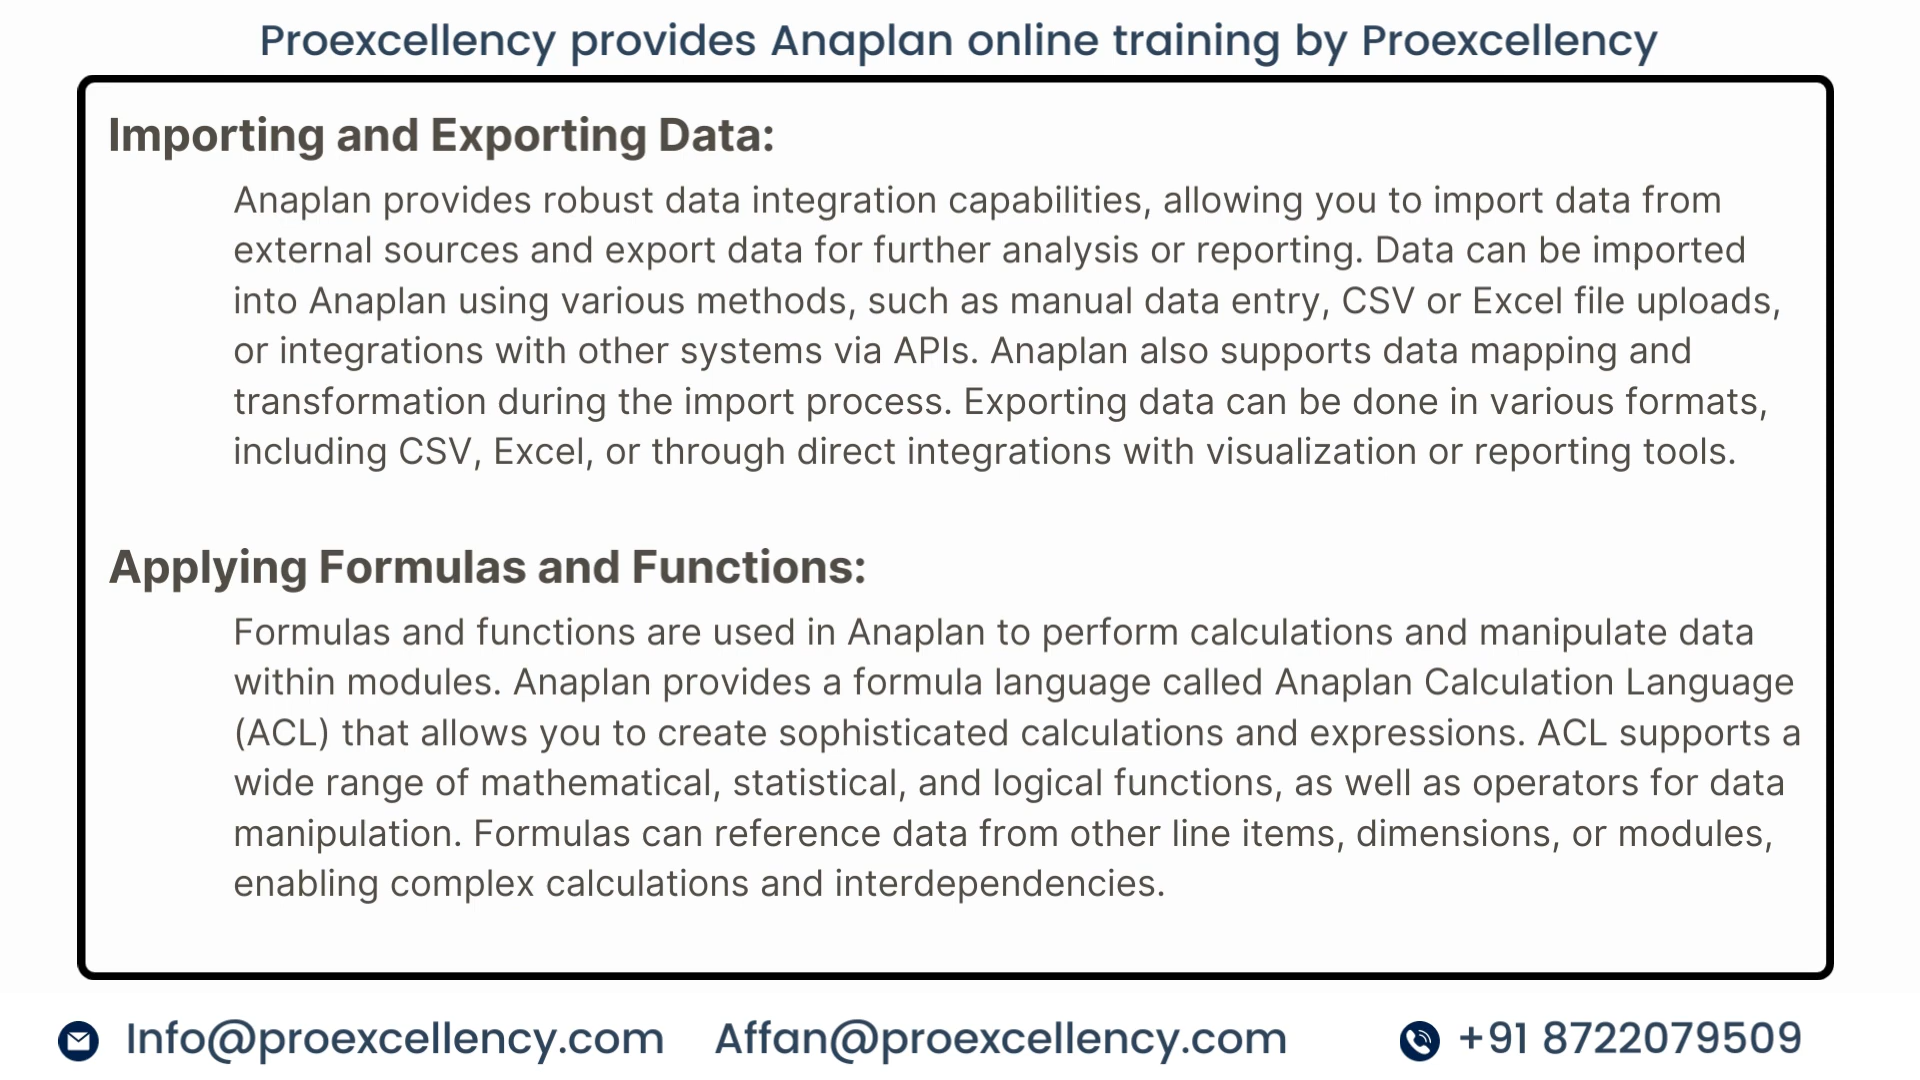 Proexcellency provides Anaplan online training by Proexcellency
Importing and Exporting Data:
Anaplan provides robust data integration capabilities, allowing you to import data from
external sources and export data for further analysis or reporting. Data can be imported
into Anaplan using various methods, such as manual data entry, CSV or Excel file uploads,
or integrations with other systems via APIs. Anaplan also supports data mapping and
transformation during the import process. Exporting data can be done in various formats,
including CSV, Excel, or through direct integrations with visualization or reporting tools.
Applying Formulas and Functions:
Formulas and functions are used in Anaplan to perform calculations and manipulate data
within modules. Anaplan provides a formula language called Anaplan Calculation Language
(ACL) that allows you to create sophisticated calculations and expressions. ACL supports a
wide range of mathematical, statistical, and logical functions, as well as operators for data
manipulation. Formulas can reference data from other line items, dimensions, or modules,
enabling complex calculations and interdependencies.
Info@proexcellency.com Affan@proexcellency.com +91 8722079509